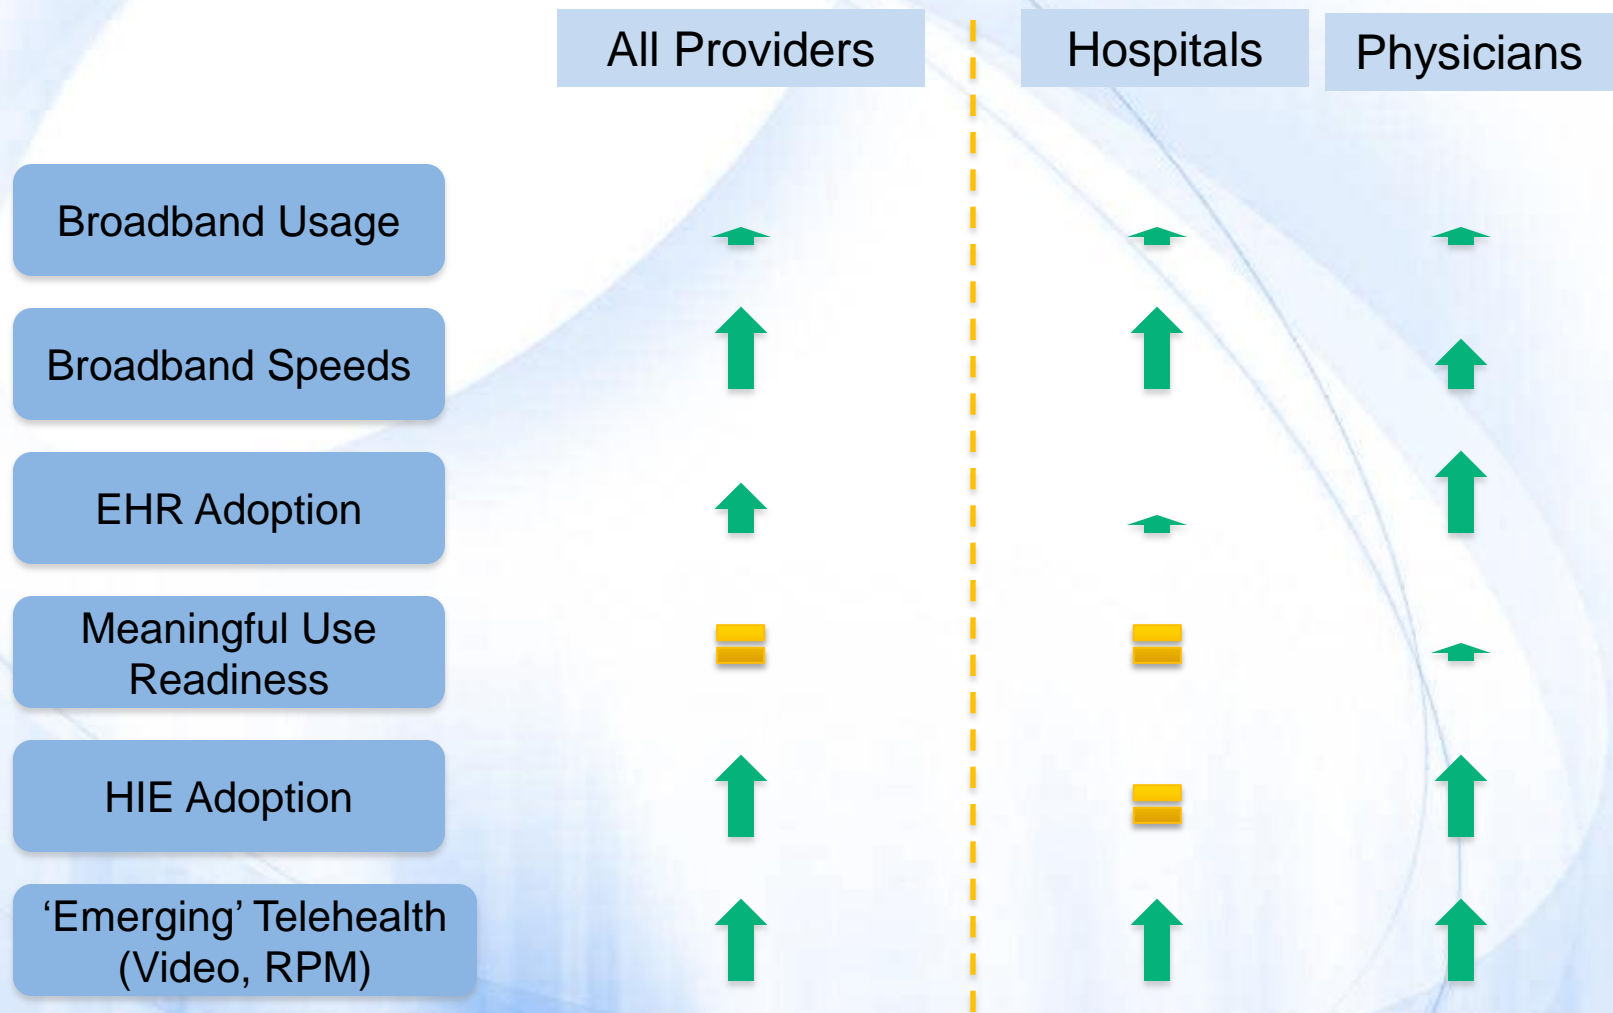 All Providers
Hospitals
Physicians
Broadband Usage
Broadband Speeds
EHR Adoption
Meaningful Use
Readiness
HIE Adoption
‘Emerging’ Telehealth
(Video, RPM)